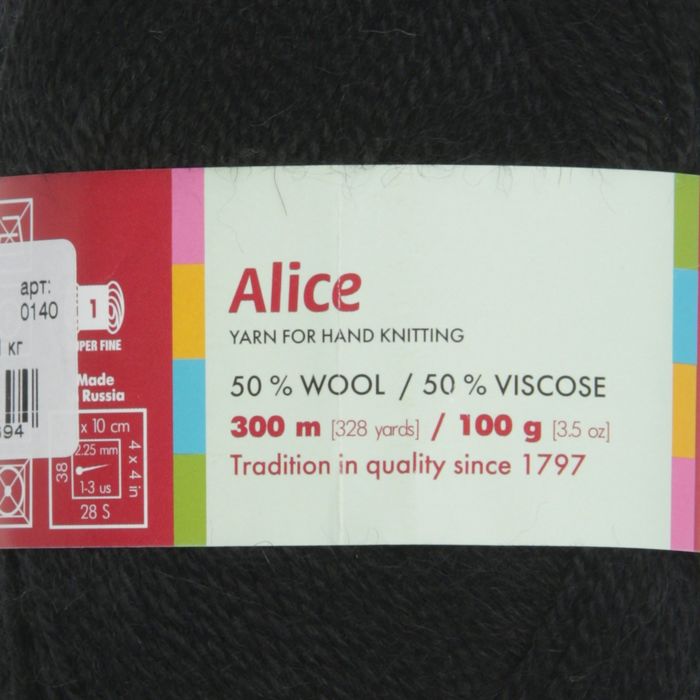 арт:
0140
кг
94
1
PER FINE
Made
Russia
x 10 cm
4 x 4 in
38
2.25 mm
1-3 us
28 S
Alice
YARN FOR HAND KNITTING
50 % WOOL / 50 % VISCOSE
300 m [328 yards] / 100 g [3.5 oz]
Tradition in quality since 1797